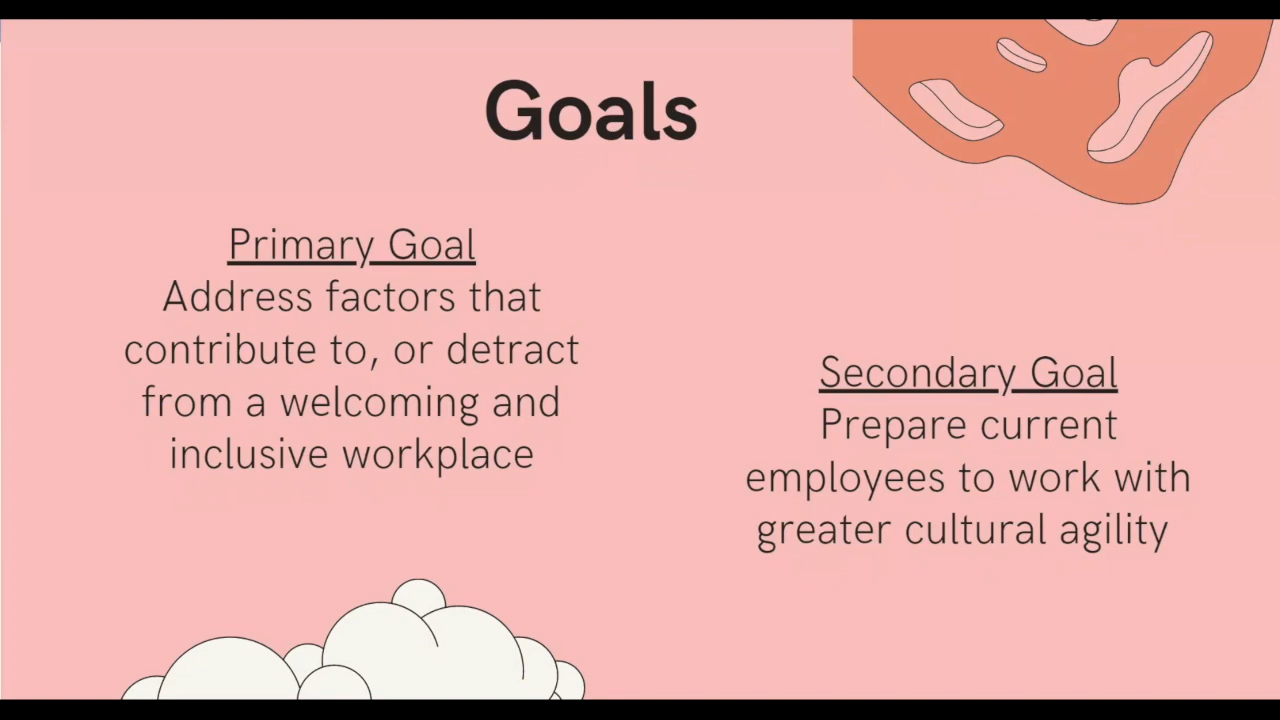 Goals
Primary Goal
Address factors that
contribute to, or detract
from a welcoming and
inclusive workplace
Secondary Goal
Prepare current
employees to work with
greater cultural agility